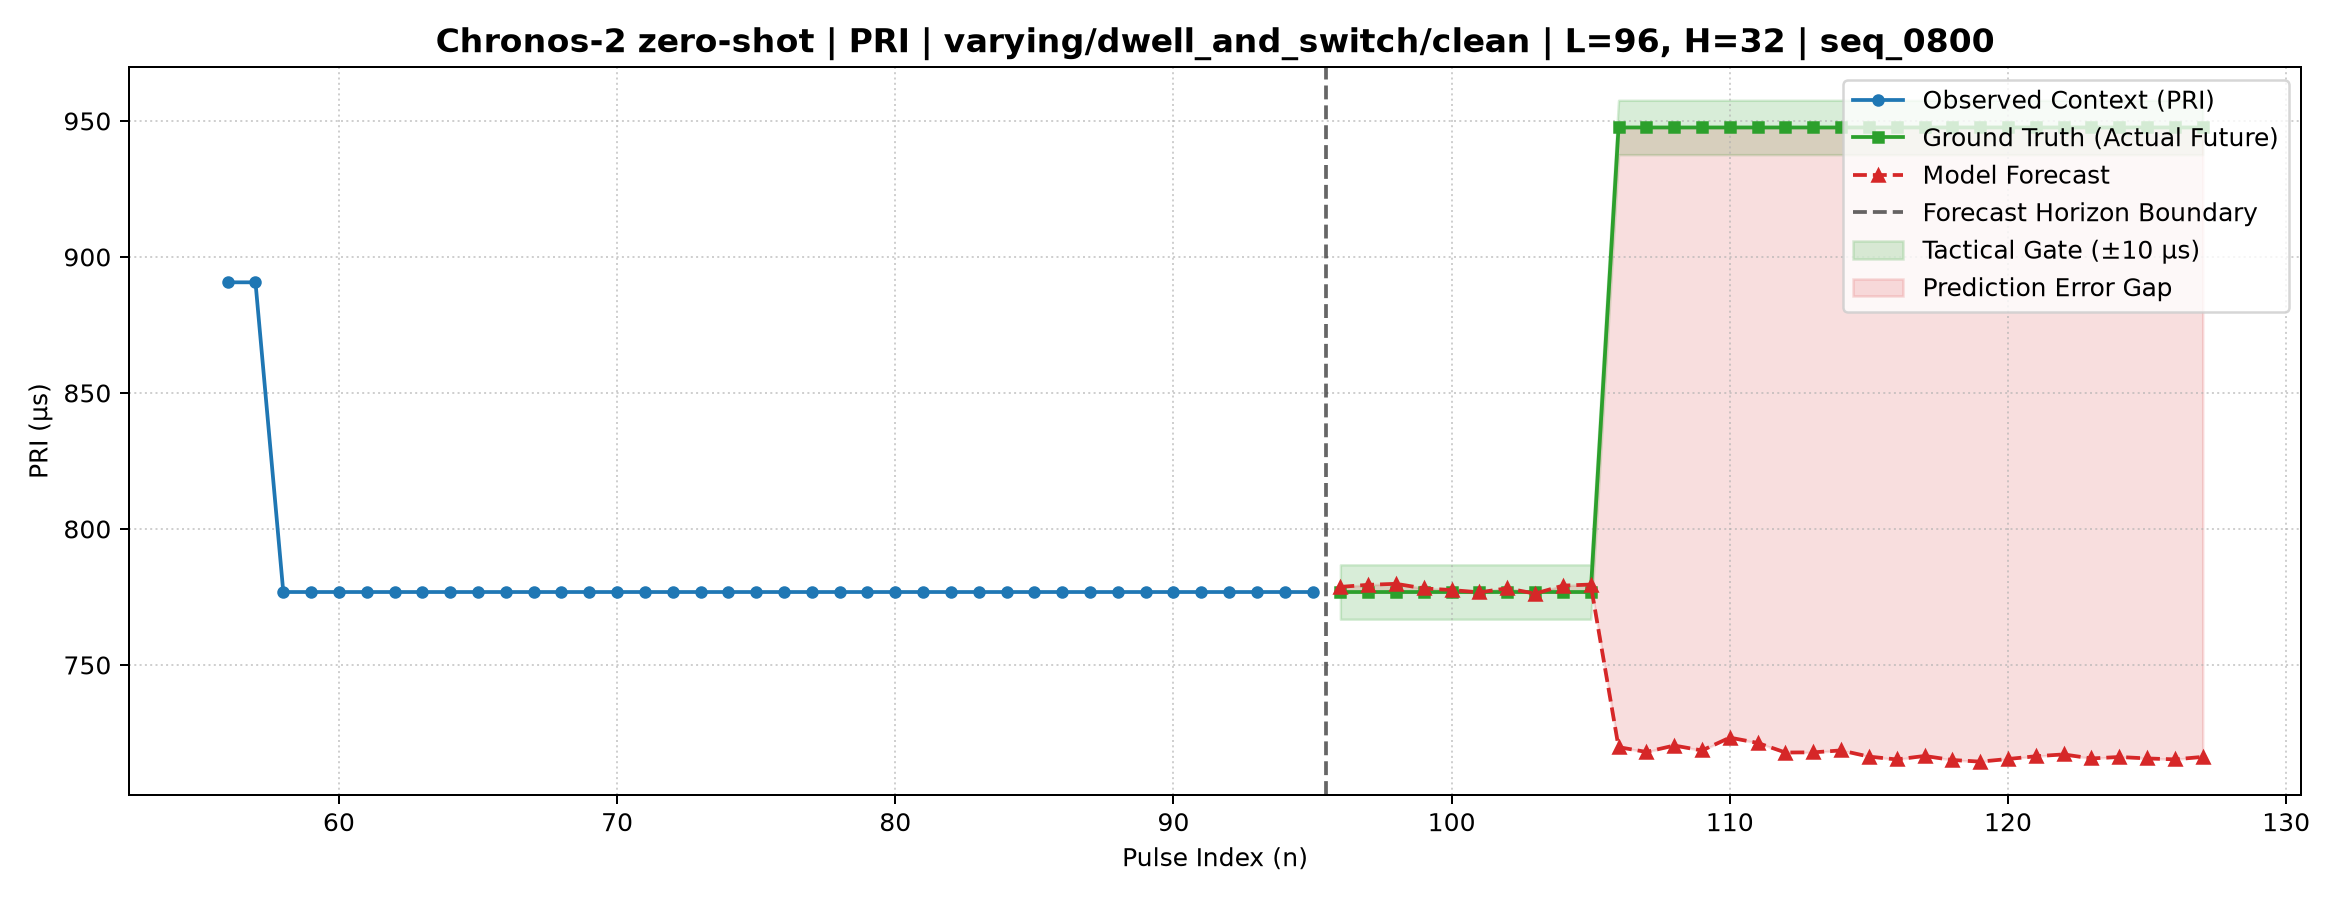 Chronos-2 zero-shot | PRI | varying/dwell_and_switch/clean | L=96, H=32 | seq_0800
Observed Context (PRI)
Ground Truth (Actual Future)
Model Forecast
Forecast Horizon Boundary
Tactical Gate (±10 µs)
Prediction Error Gap
PRI (µs)
950
900
850
800
750
60 70 80 90 100 110 120 130
Pulse Index (n)